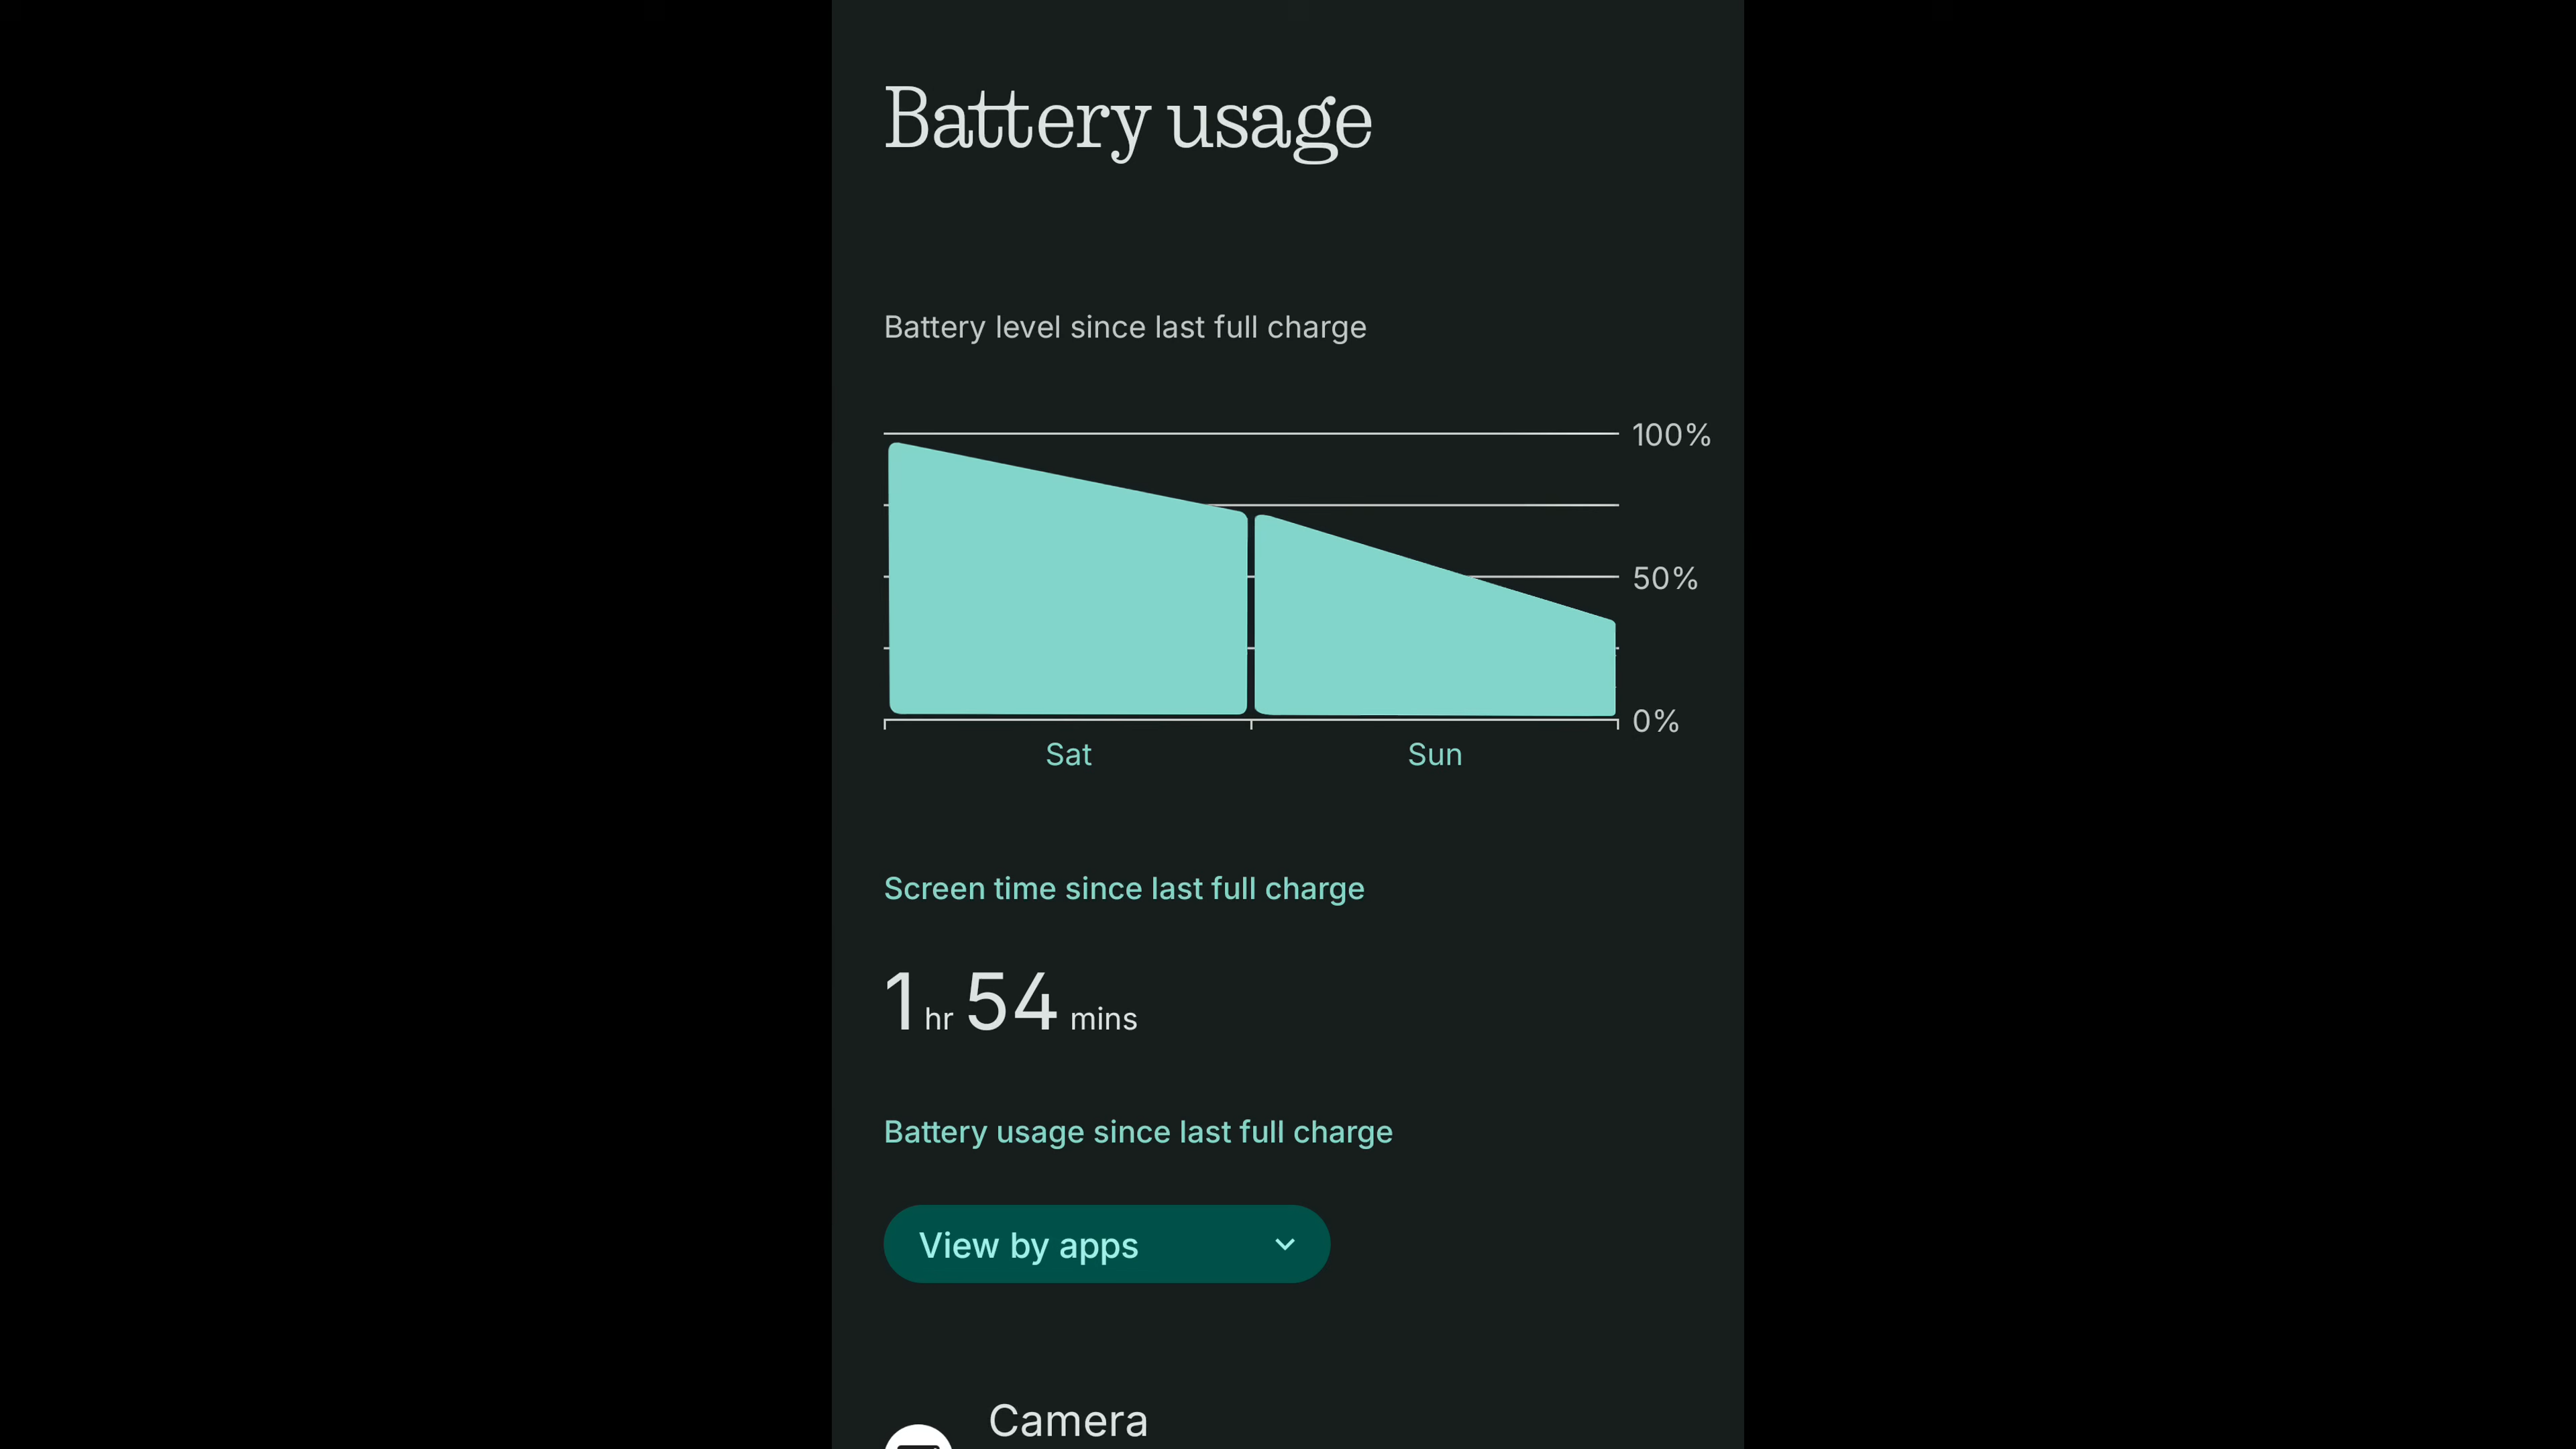 Battery usage
Battery level since last full charge
100%
50%
0%
Sat Sun
Screen time since last full charge
1 hr 54 mins
Battery usage since last full charge
View by apps
Camera